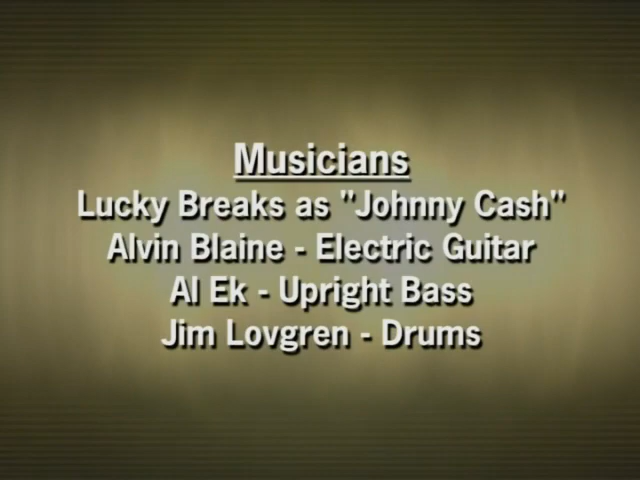 Musicians
Lucky Breaks as "Johnny Cash"
Alvin Blaine - Electric Guitar
Al Ek - Upright Bass
Jim Lovgren - Drums